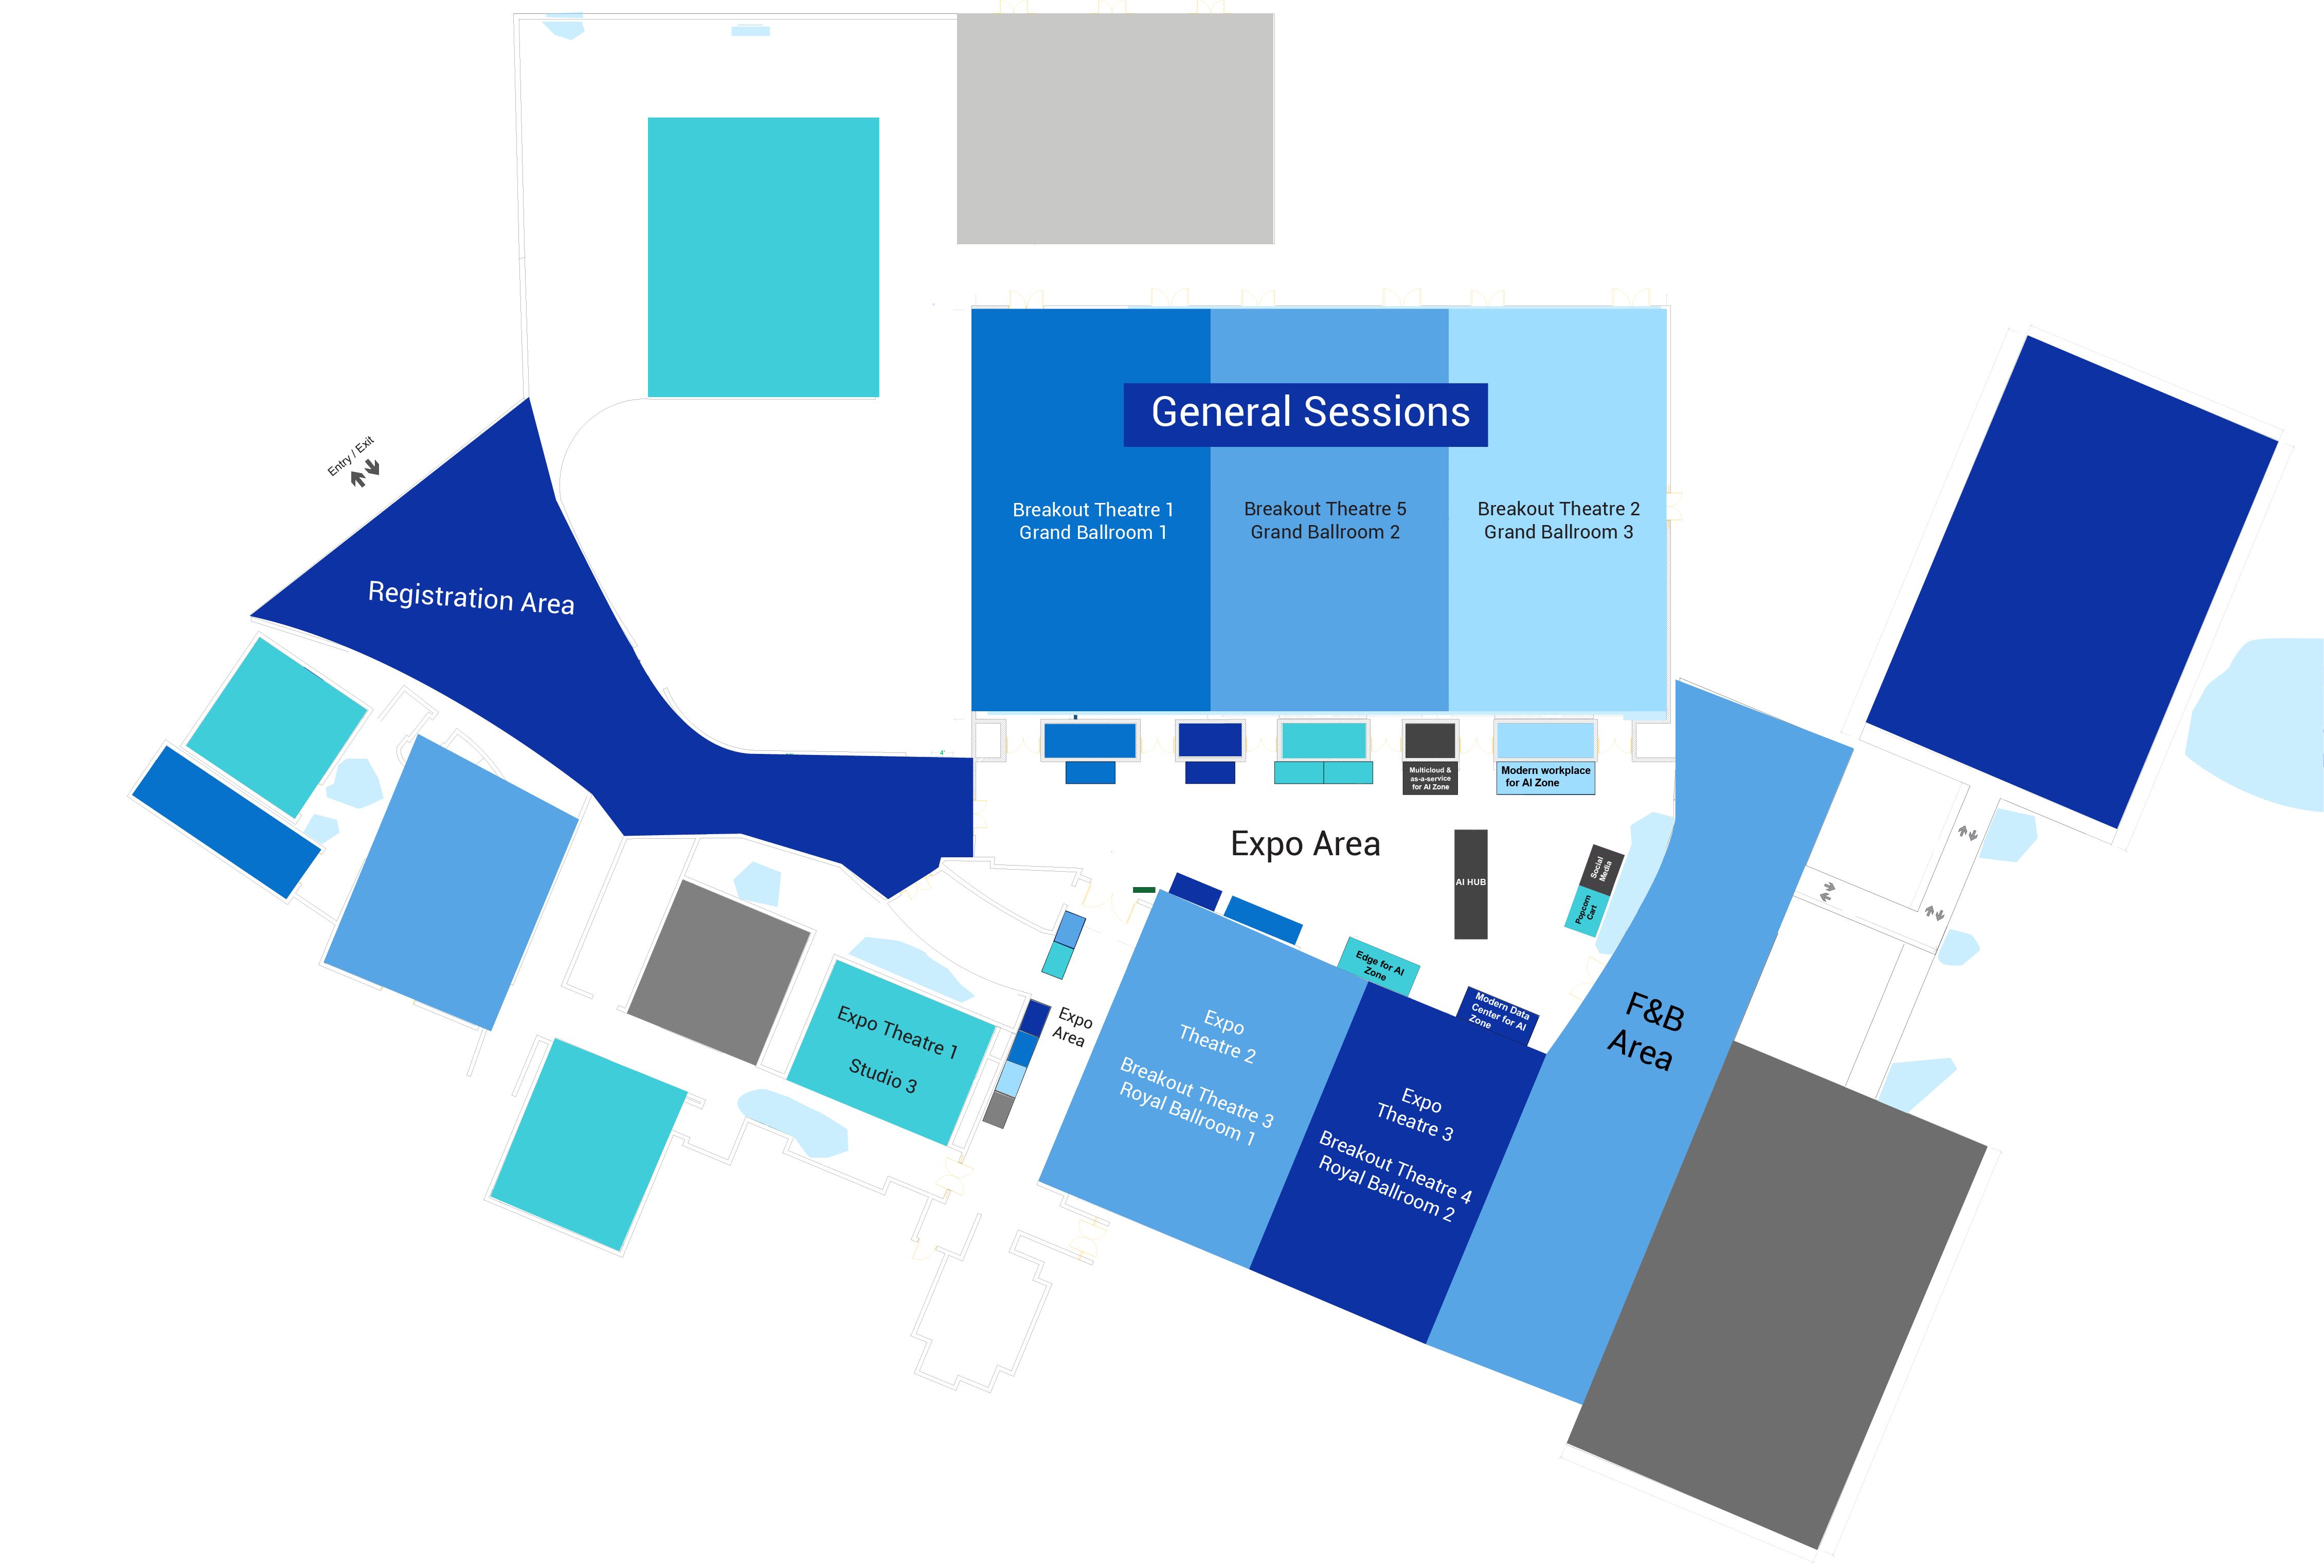 General Sessions
Breakout Theatre 1
Grand Ballroom 1
Breakout Theatre 5
Grand Ballroom 2
Breakout Theatre 2
Grand Ballroom 3
Entry / Exit
Registration Area
4'
Multicloud &
as-a-service
for AI Zone
Modern workplace
for AI Zone
Expo Area
AI HUB
Social
Media
Popcorn
Cart
Edge for AI
Zone
Modern Data
Center for AI
Zone
F&B
Area
Expo Theatre 1
Studio 3
Expo
Area
Expo
Theatre 2
Breakout Theatre 3
Royal Ballroom 1
Expo
Theatre 3
Breakout Theatre 4
Royal Ballroom 2